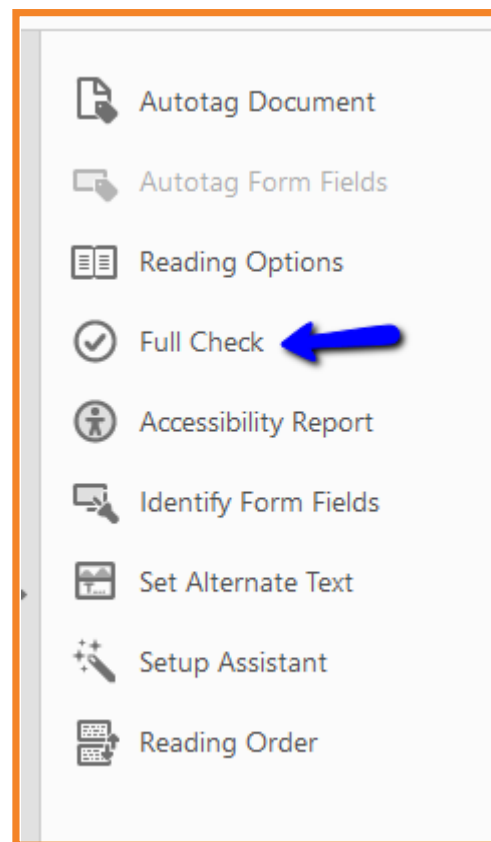 Autotag Document
Autotag Form Fields
Reading Options
Full Check
Accessibility Report
Identify Form Fields
Set Alternate Text
Setup Assistant
Reading Order